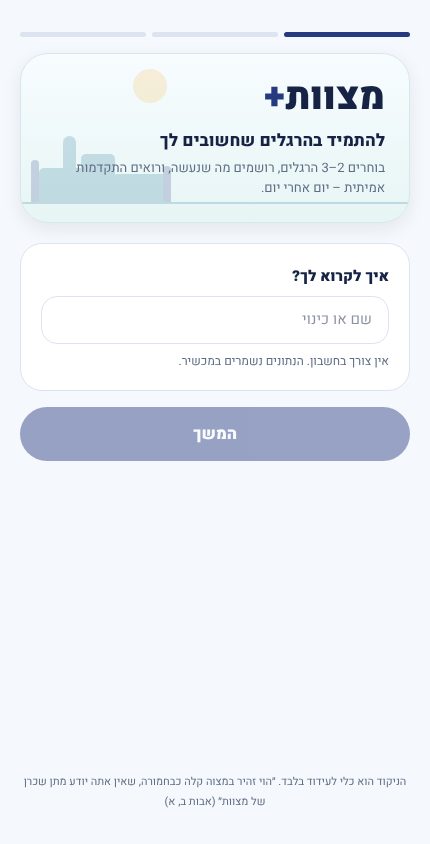 מצוות+
להתמיד בהרגלים שחשובים לך
בוחרים 2–3 הרגלים, רושמים מה שנעשה, ורואים התקדמות
אמיתית – יום אחרי יום.
איך לקרוא לך?
שם או כינוי
אין צורך בחשבון. הנתונים נשמרים במכשיר.
המשך
הניקוד הוא כלי לעידוד בלבד. ״הוי זהיר במצוה קלה כבחמורה, שאין אתה יודע מתן שכרן
של מצוות״ (אבות ב, א)